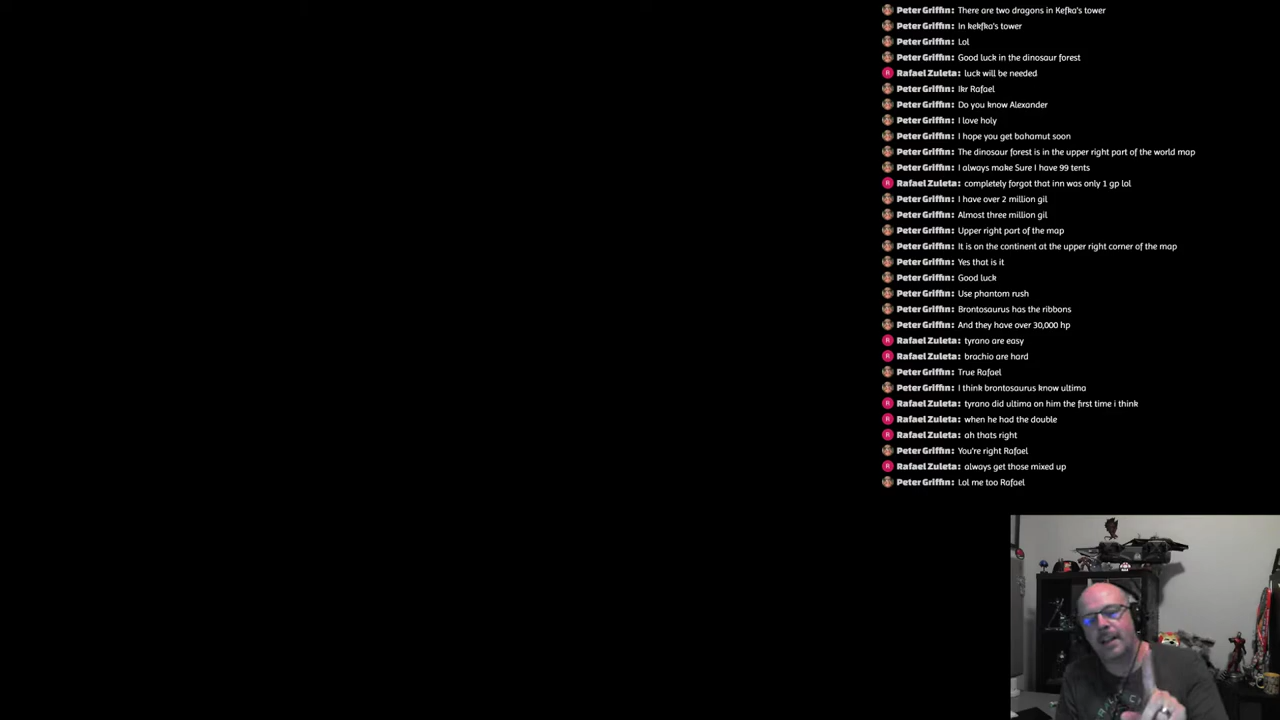 Peter Griffin: There are two dragons in Kefka's tower
Peter Griffin: In kekfka's tower
Peter Griffin: Lol
Peter Griffin: Good luck in the dinosaur forest
R Rafael Zuleta: luck will be needed
Peter Griffin: Ikr Rafael
Peter Griffin: Do you know Alexander
Peter Griffin: I love holy
Peter Griffin: I hope you get bahamut soon
Peter Griffin: The dinosaur forest is in the upper right part of the world map
Peter Griffin: I always make Sure I have 99 tents
R Rafael Zuleta: completely forgot that inn was only 1 gp lol
Peter Griffin: I have over 2 million gil
Peter Griffin: Almost three million gil
Peter Griffin: Upper right part of the map
Peter Griffin: It is on the continent at the upper right corner of the map
Peter Griffin: Yes that is it
Peter Griffin: Good luck
Peter Griffin: Use phantom rush
Peter Griffin: Brontosaurus has the ribbons
Peter Griffin: And they have over 30,000 hp
R Rafael Zuleta: tyrano are easy
R Rafael Zuleta: brachio are hard
Peter Griffin: True Rafael
Peter Griffin: I think brontosaurus know ultima
R Rafael Zuleta: tyrano did ultima on him the first time i think
R Rafael Zuleta: when he had the double
R Rafael Zuleta: ah thats right
Peter Griffin: You're right Rafael
R Rafael Zuleta: always get those mixed up
Peter Griffin: Lol me too Rafael